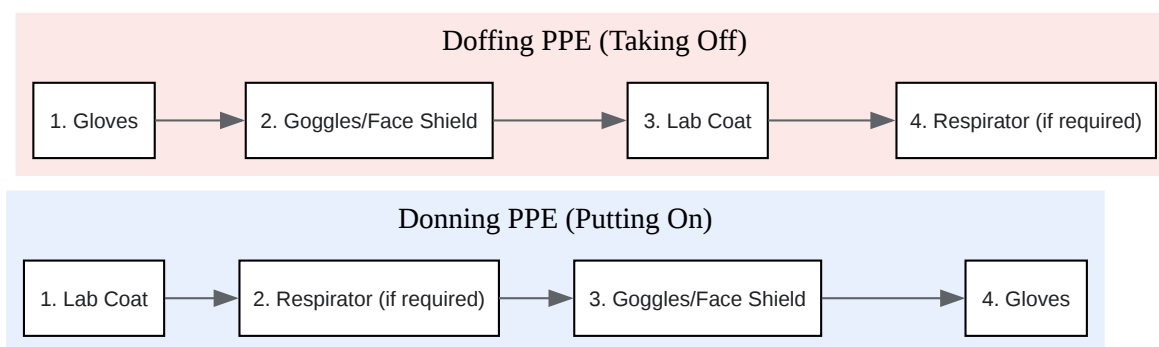 Doffing PPE (Taking Off)
1. Gloves
2. Goggles/Face Shield
3. Lab Coat
4. Respirator (if required)
Donning PPE (Putting On)
1. Lab Coat
2. Respirator (if required)
3. Goggles/Face Shield
4. Gloves